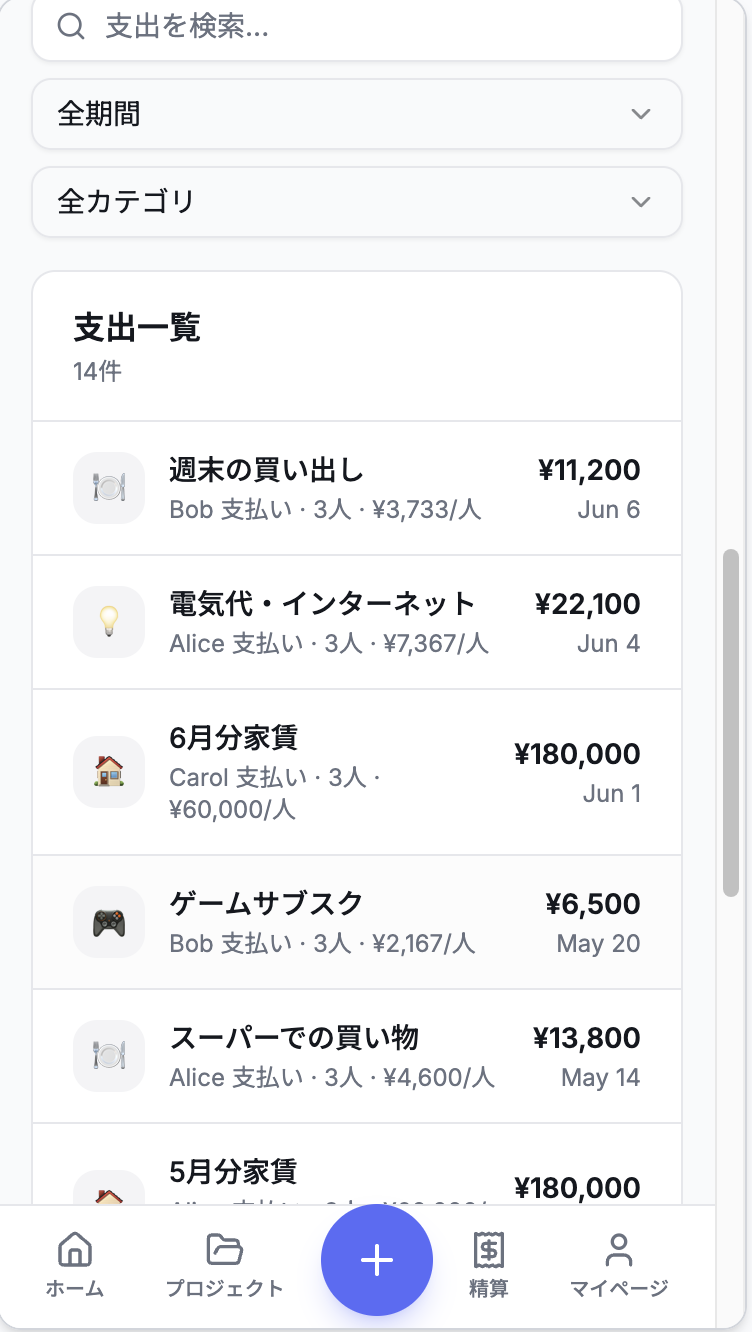 支出を検索...
全期間
全カテゴリ
支出一覧
14件
週末の買い出し
¥11,200
Bob 支払い · 3人 · ¥3,733/人
Jun 6
電気代・インターネット
¥22,100
Alice 支払い · 3人 · ¥7,367/人
Jun 4
6月分家賃
¥180,000
Carol 支払い · 3人 ·
¥60,000/人
Jun 1
ゲームサブスク
¥6,500
Bob 支払い · 3人 · ¥2,167/人
May 20
スーパーでの買い物
¥13,800
Alice 支払い · 3人 · ¥4,600/人
May 14
5月分家賃
¥180,000
ホーム
プロジェクト
精算
マイページ